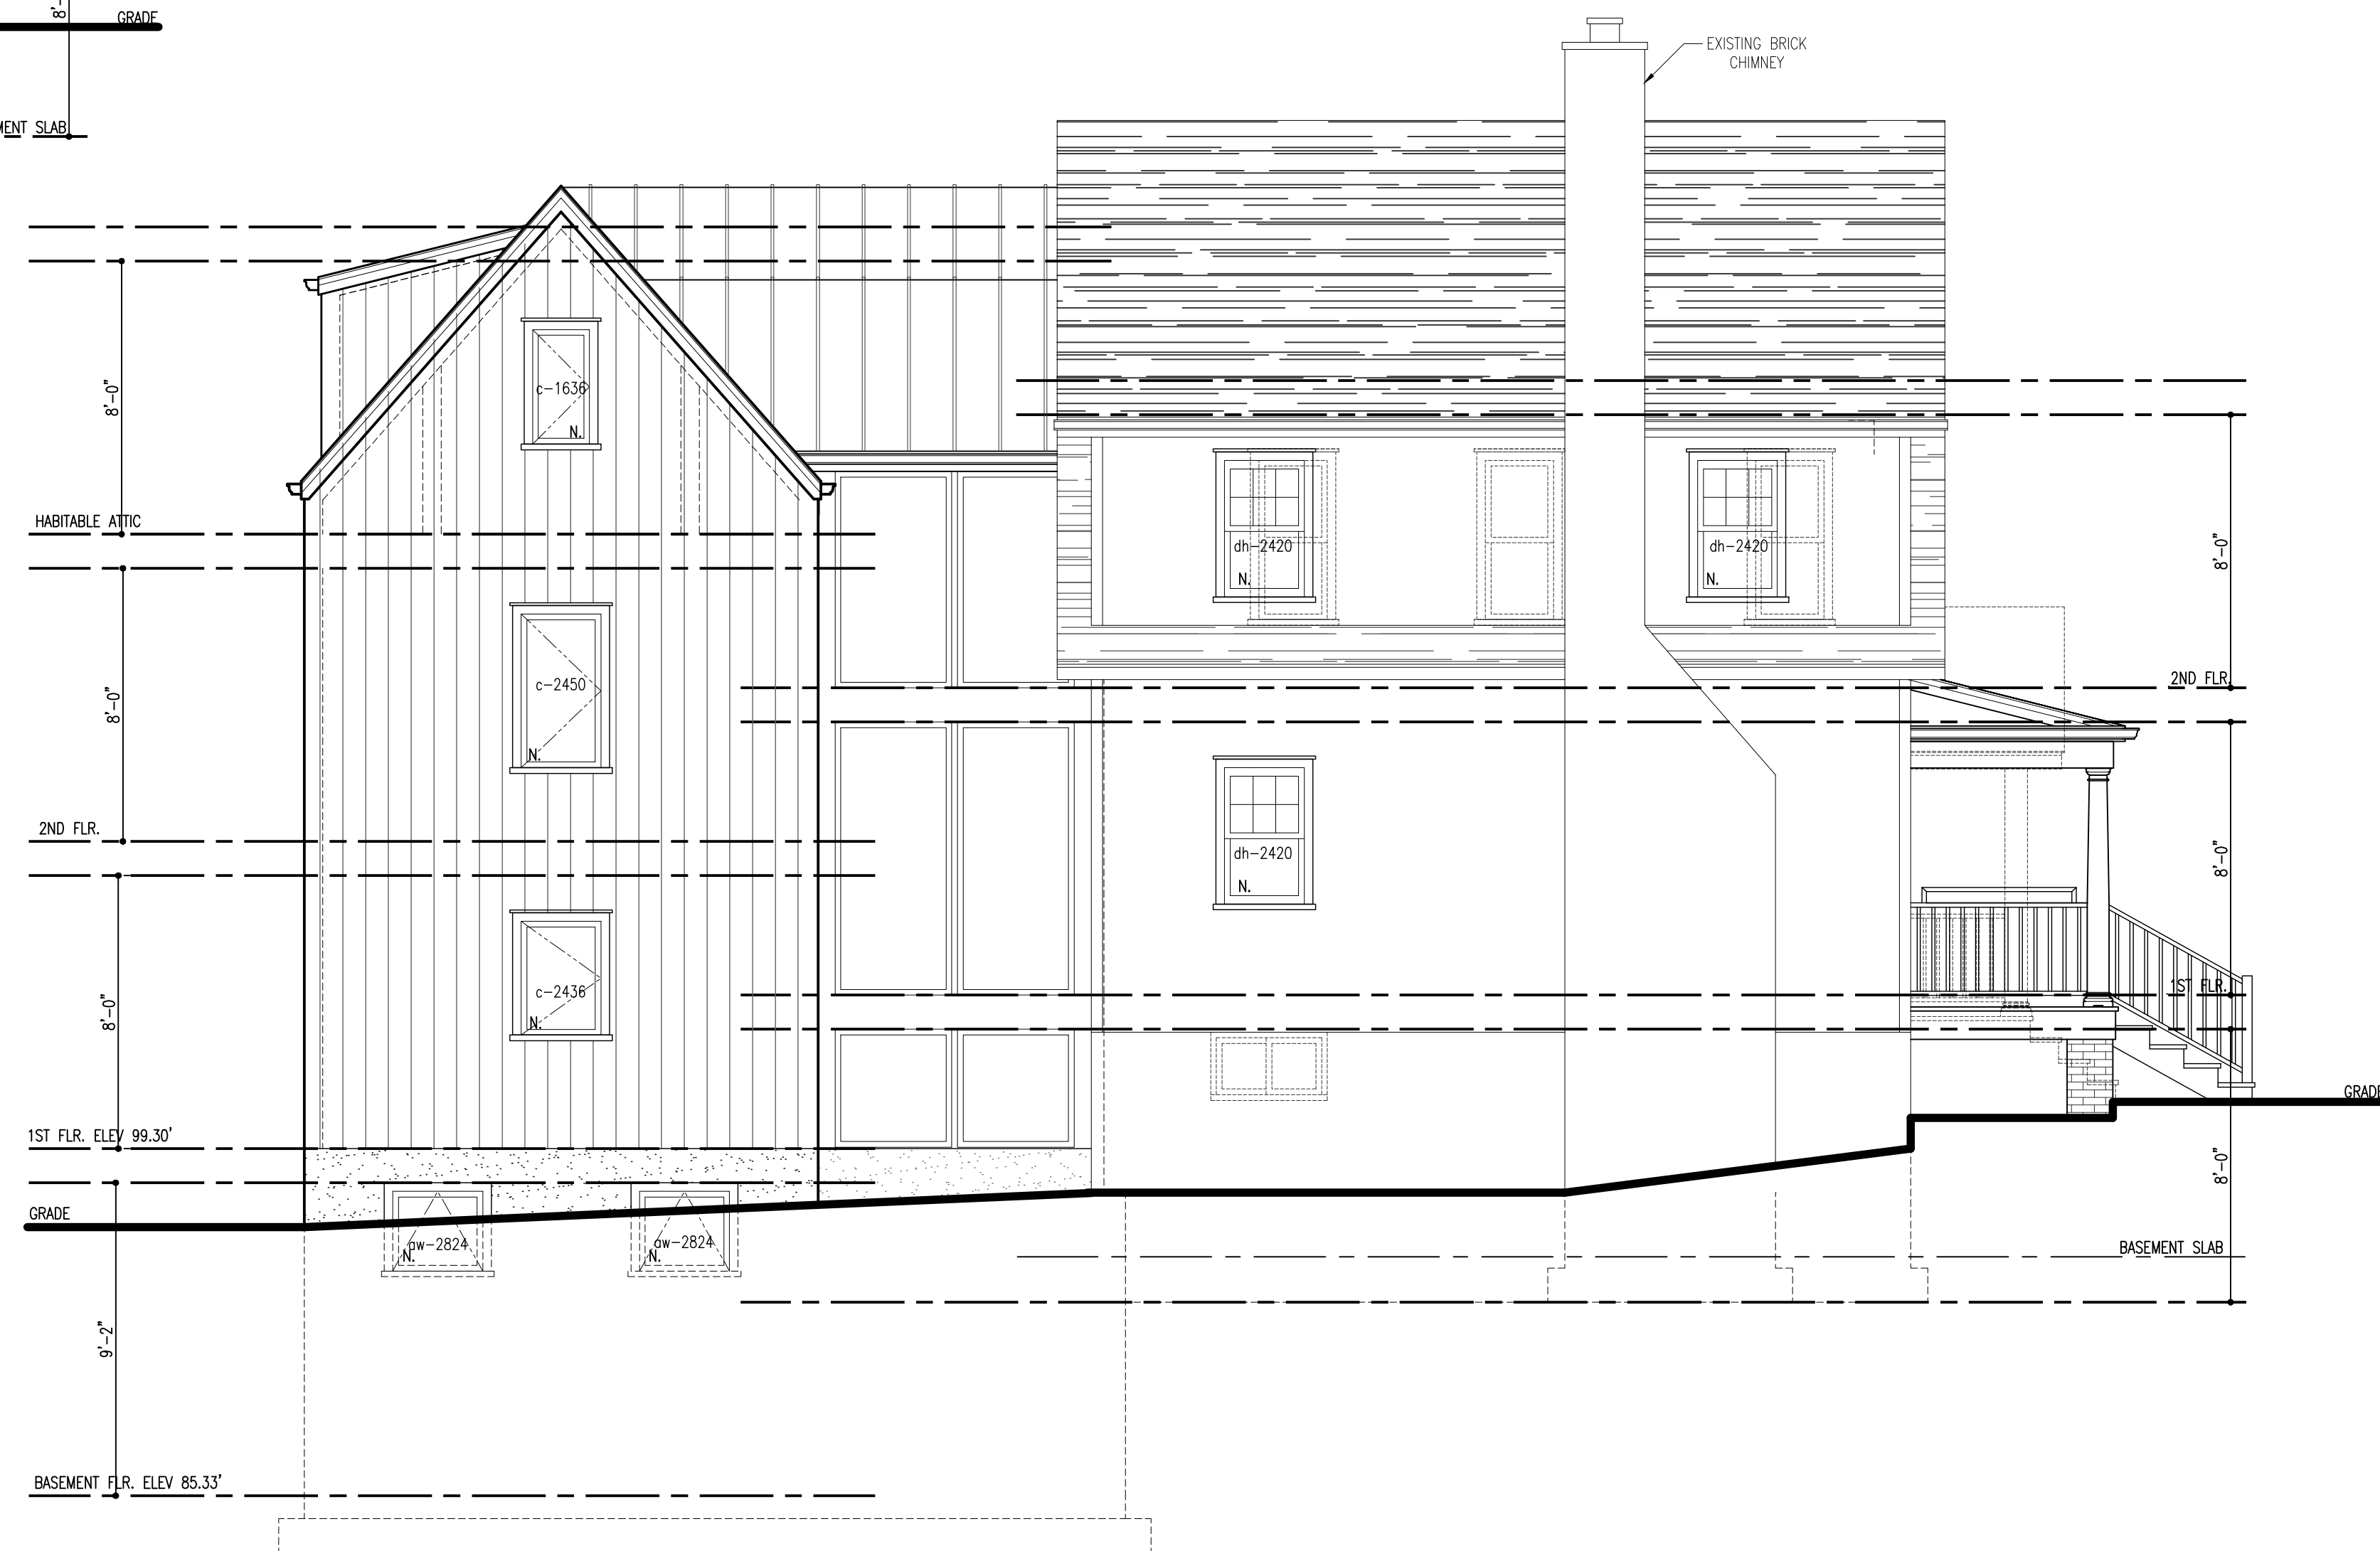 8'-
GRADE
MENT SLAB
EXISTING BRICK
CHIMNEY
8'-0"
c-1636
N.
HABITABLE ATTIC
dh-2420
N.
dh-2420
N.
8'-0"
8'-0"
c-2450
N.
2ND FLR.
2ND FLR.
dh-2420
N.
8'-0"
8'-0"
c-2436
N.
1ST FLR.
GRADE
1ST FLR. ELEV 99.30'
8'-0"
GRADE
aw-2824
N.
aw-2824
N.
BASEMENT SLAB
9'-2"
BASEMENT FLR. ELEV 85.33'